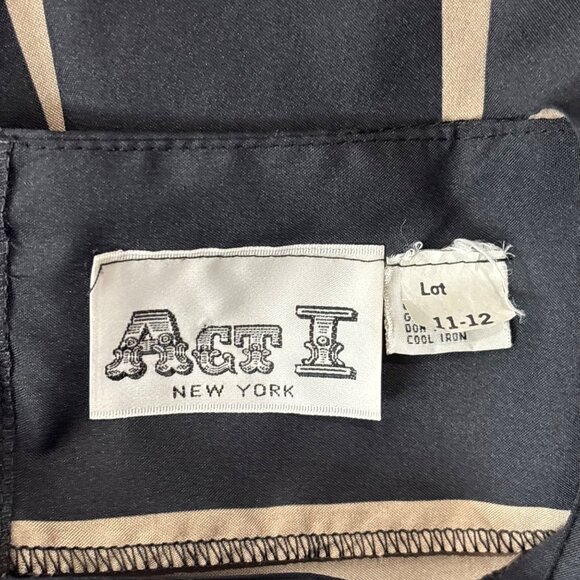 Act I
NEW YORK
Lot
11-12
COOL IRON